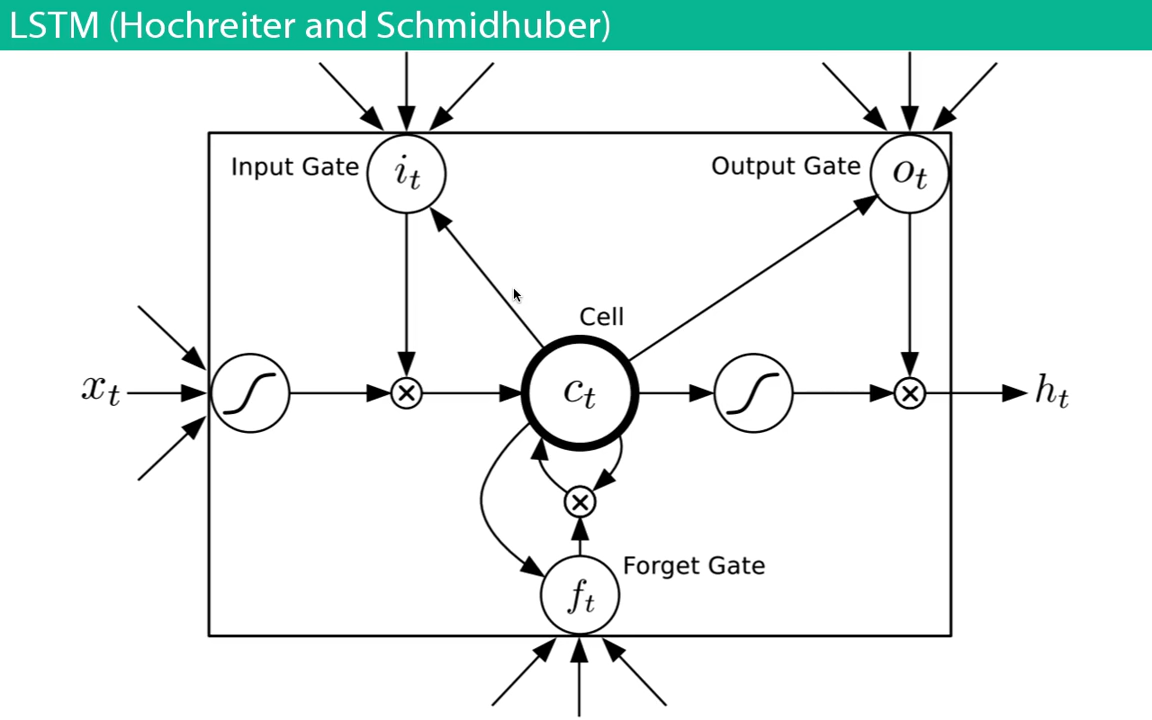 LSTM (Hochreiter and Schmidhuber)
Input Gate
i_t
Output Gate
o_t
Cell
x_t
c_t
h_t
Forget Gate
f_t